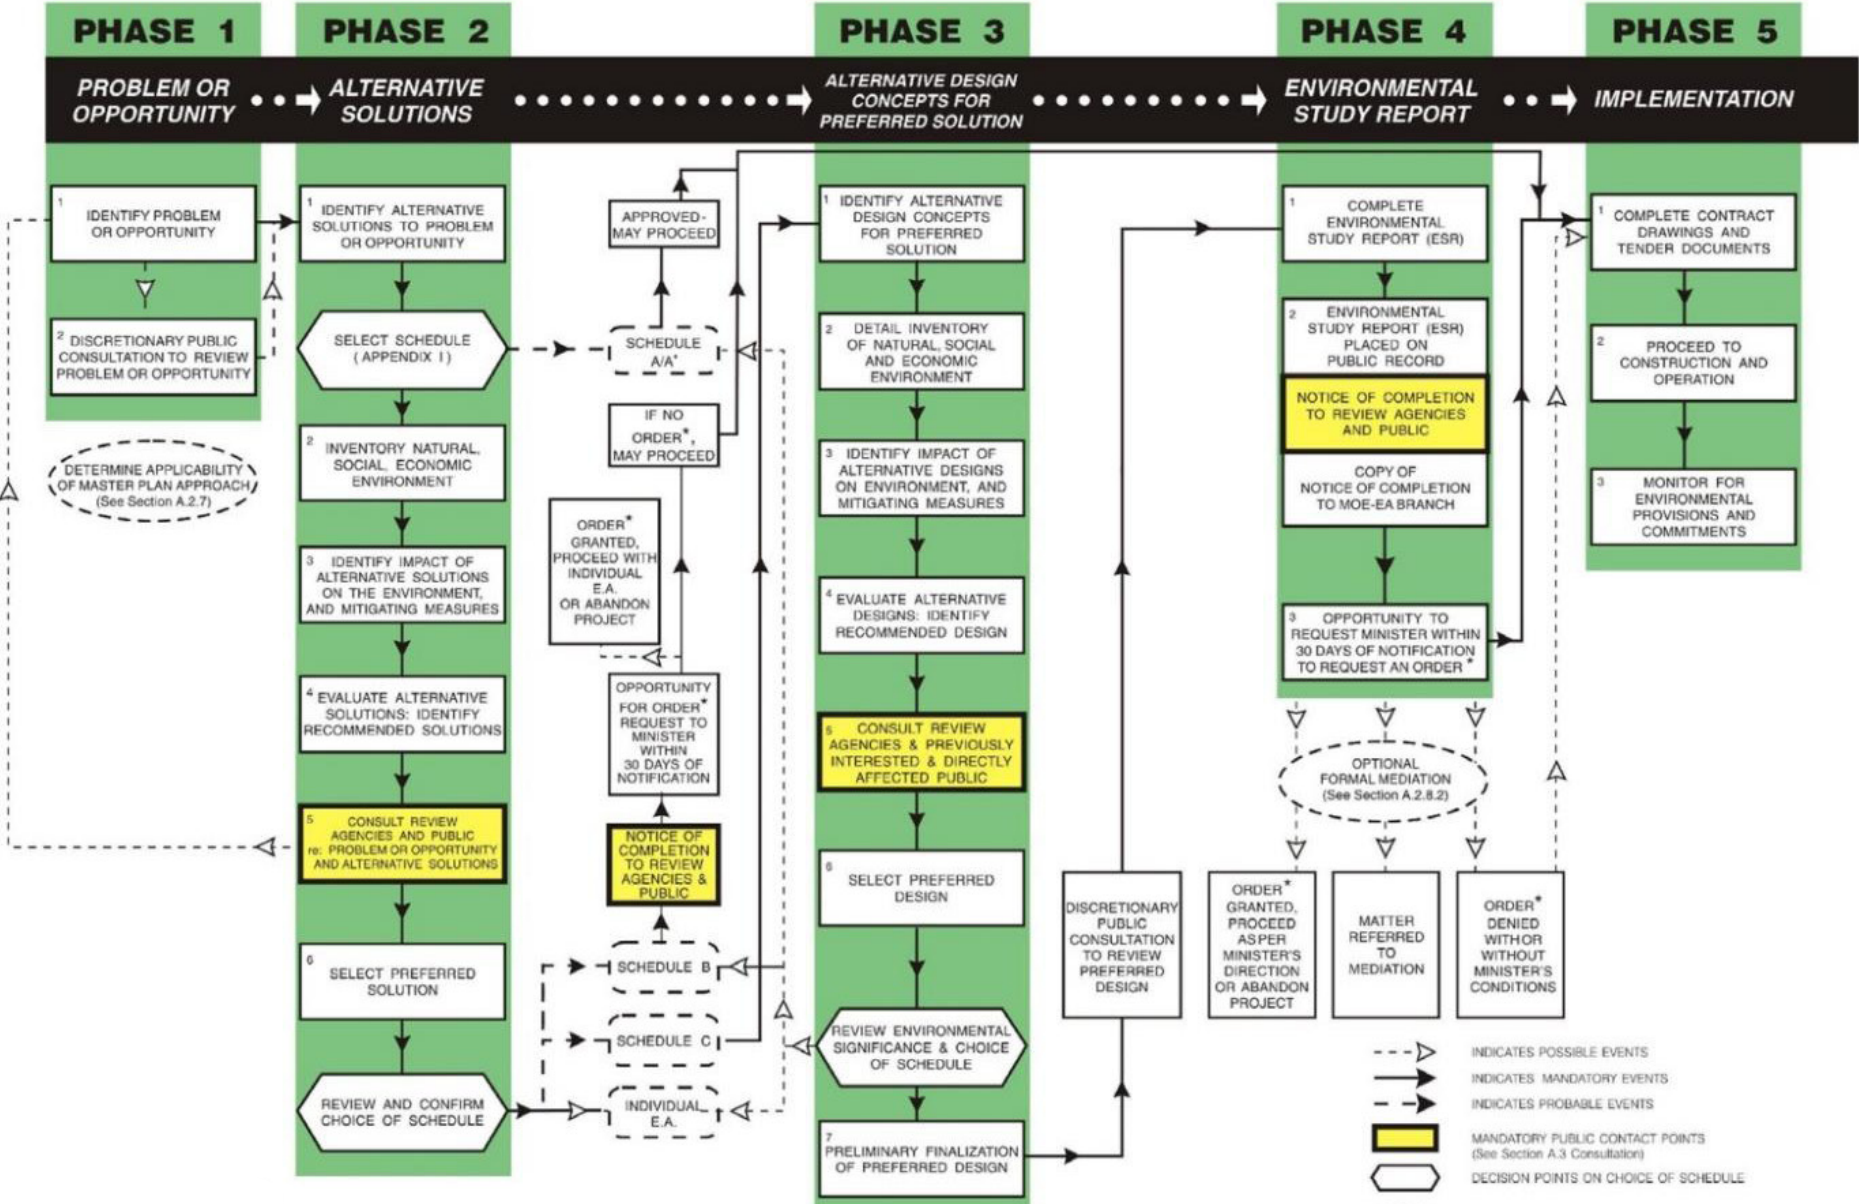 PHASE 1
PHASE 2
PHASE 3
PHASE 4
PHASE 5
PROBLEM OR
OPPORTUNITY
ALTERNATIVE
SOLUTIONS
ALTERNATIVE DESIGN
CONCEPTS FOR
PREFERRED SOLUTION
ENVIRONMENTAL
STUDY REPORT
IMPLEMENTATION
1
IDENTIFY PROBLEM
OR OPPORTUNITY
2 DISCRETIONARY PUBLIC
CONSULTATION TO REVIEW
PROBLEM OR OPPORTUNITY
DETERMINE APPLICABILITY
OF MASTER PLAN APPROACH
(See Section A.2.7)
1 IDENTIFY ALTERNATIVE
SOLUTIONS TO PROBLEM
OR OPPORTUNITY
SELECT SCHEDULE
( APPENDIX I )
2
INVENTORY NATURAL,
SOCIAL, ECONOMIC
ENVIRONMENT
3 IDENTIFY IMPACT OF
ALTERNATIVE SOLUTIONS
ON THE ENVIRONMENT,
AND MITIGATING MEASURES
4 EVALUATE ALTERNATIVE
SOLUTIONS: IDENTIFY
RECOMMENDED SOLUTIONS
5 CONSULT REVIEW
AGENCIES AND PUBLIC
re: PROBLEM OR OPPORTUNITY
AND ALTERNATIVE SOLUTIONS
6
SELECT PREFERRED
SOLUTION
REVIEW AND CONFIRM
CHOICE OF SCHEDULE
APPROVED-
MAY PROCEED
SCHEDULE
A/A+
IF NO
ORDER*,
MAY PROCEED
ORDER*
GRANTED,
PROCEED WITH
INDIVIDUAL
E.A.
OR ABANDON
PROJECT
OPPORTUNITY
FOR ORDER*
REQUEST TO
MINISTER
WITHIN
30 DAYS OF
NOTIFICATION
NOTICE OF
COMPLETION
TO REVIEW
AGENCIES &
PUBLIC
SCHEDULE B
SCHEDULE C
INDIVIDUAL
E.A.
1 IDENTIFY ALTERNATIVE
DESIGN CONCEPTS
FOR PREFERRED
SOLUTION
2 DETAIL INVENTORY
OF NATURAL, SOCIAL
AND ECONOMIC
ENVIRONMENT
3 IDENTIFY IMPACT OF
ALTERNATIVE DESIGNS
ON ENVIRONMENT, AND
MITIGATING MEASURES
4 EVALUATE ALTERNATIVE
DESIGNS: IDENTIFY
RECOMMENDED DESIGN
5 CONSULT REVIEW
AGENCIES & PREVIOUSLY
INTERESTED & DIRECTLY
AFFECTED PUBLIC
6
SELECT PREFERRED
DESIGN
REVIEW ENVIRONMENTAL
SIGNIFICANCE & CHOICE
OF SCHEDULE
7
PRELIMINARY FINALIZATION
OF PREFERRED DESIGN
DISCRETIONARY
PUBLIC
CONSULTATION
TO REVIEW
PREFERRED
DESIGN
1 COMPLETE
ENVIRONMENTAL
STUDY REPORT (ESR)
2 ENVIRONMENTAL
STUDY REPORT (ESR)
PLACED ON
PUBLIC RECORD
NOTICE OF COMPLETION
TO REVIEW AGENCIES
AND PUBLIC
COPY OF
NOTICE OF COMPLETION
TO MOE-EA BRANCH
3 OPPORTUNITY TO
REQUEST MINISTER WITHIN
30 DAYS OF NOTIFICATION
TO REQUEST AN ORDER*
OPTIONAL
FORMAL MEDIATION
(See Section A.2.8.2)
ORDER*
GRANTED,
PROCEED
AS PER
MINISTER'S
DIRECTION
OR ABANDON
PROJECT
MATTER
REFERRED
TO
MEDIATION
ORDER*
DENIED
WITH OR
WITHOUT
MINISTER'S
CONDITIONS
1 COMPLETE CONTRACT
DRAWINGS AND
TENDER DOCUMENTS
2 PROCEED TO
CONSTRUCTION AND
OPERATION
3 MONITOR FOR
ENVIRONMENTAL
PROVISIONS AND
COMMITMENTS
INDICATES POSSIBLE EVENTS
INDICATES MANDATORY EVENTS
INDICATES PROBABLE EVENTS
MANDATORY PUBLIC CONTACT POINTS
(See Section A.3 Consultation)
DECISION POINTS ON CHOICE OF SCHEDULE